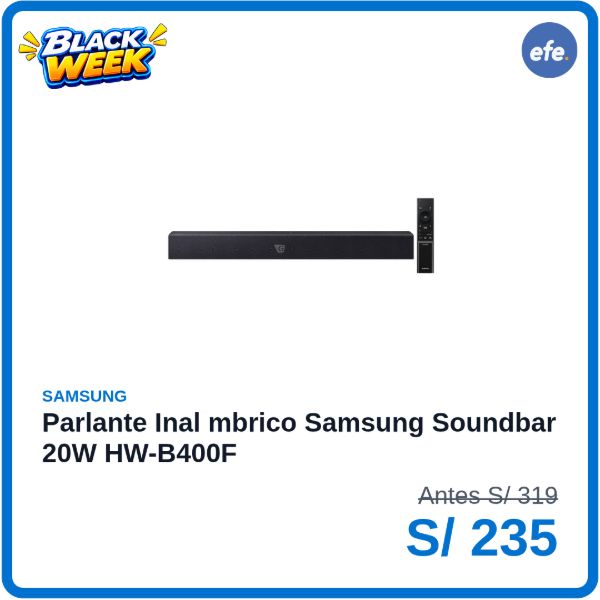 BLACK
WEEK
efe.
SAMSUNG
Parlante Inal mbrico Samsung Soundbar
20W HW-B400F
Antes S/ 319
S/ 235